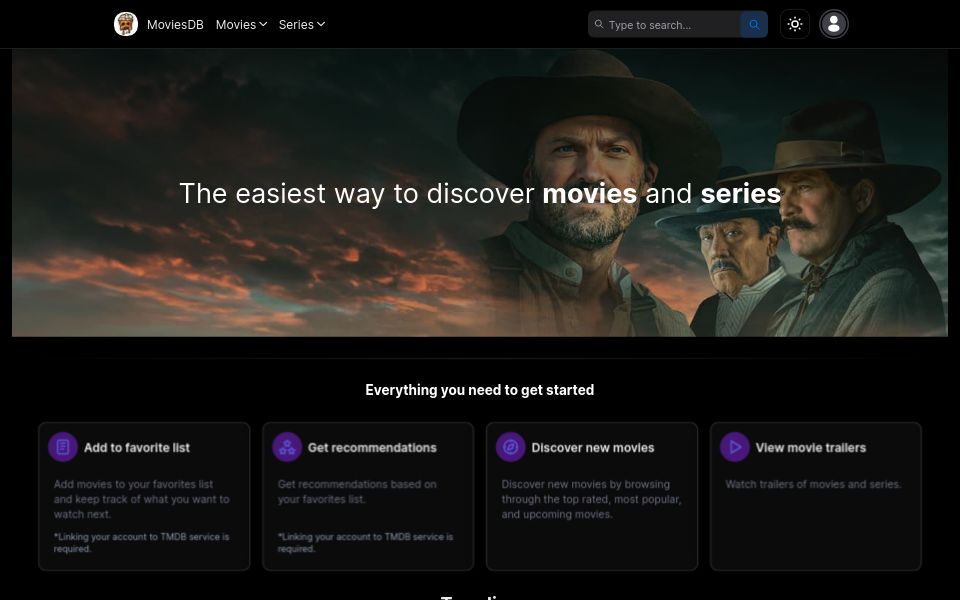 MoviesDB Movies Series Type to search...
The easiest way to discover movies and series
Everything you need to get started
Add to favorite list
Add movies to your favorites list
and keep track of what you want to
watch next.
*Linking your account to TMDB service is
required.
Get recommendations
Get recommendations based on
your favorites list.
*Linking your account to TMDB service is
required.
Discover new movies
Discover new movies by browsing
through the top rated, most popular,
and upcoming movies.
View movie trailers
Watch trailers of movies and series.